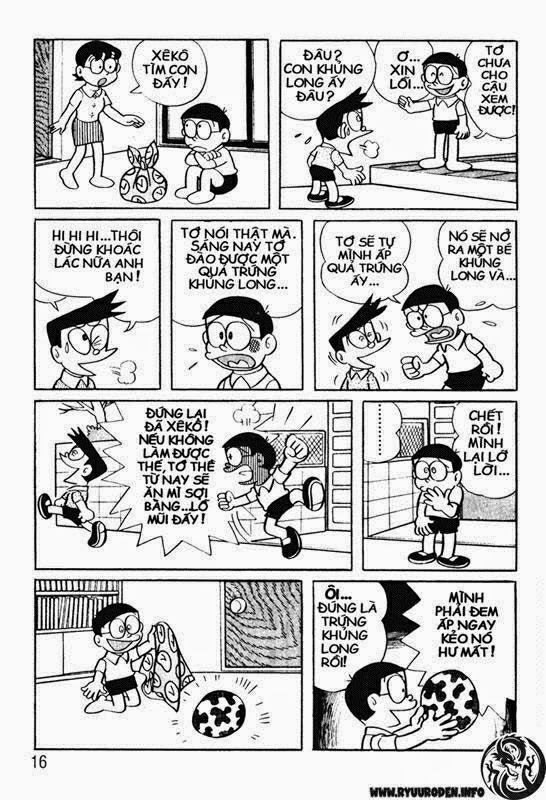 XÊKÔ
TÌM CON
ĐẤY!
ĐÂU?
CON KHỦNG
LONG ẤY
ĐÂU?
Ơ...
XIN
LỖI...
TỚ
CHƯA
CHO
CẬU
XEM
ĐƯỢC!
HI HI HI...THÔI
ĐỪNG KHOÁC
LÁC NỮA ANH
BẠN!
TỚ NÓI THẬT MÀ.
SÁNG NAY TỚ
ĐÀO ĐƯỢC MỘT
QUẢ TRỨNG
KHỦNG LONG...
TỚ SẼ TỰ
MÌNH ẤP
QUẢ TRỨNG
ẤY...
NÓ SẼ NỞ
RA MỘT BÉ
KHỦNG
LONG VÀ...
ĐỨNG LẠI
ĐÃ XÊKÔ!
NẾU KHÔNG
LÀM ĐƯỢC
THẾ, TỚ THỀ
TỪ NAY SẼ
ĂN MÌ SỢI
BẰNG...LỖ
MŨI ĐẤY!
CHẾT
RỒI!
MÌNH
LẠI LỠ
LỜI...
ÔI...
ĐÚNG LÀ
TRỨNG
KHỦNG
LONG RỒI!
MÌNH
PHẢI ĐEM
ẤP NGAY
KẺO NÓ
HƯ MẤT!
16
WWW.RYUURODEN.INFO